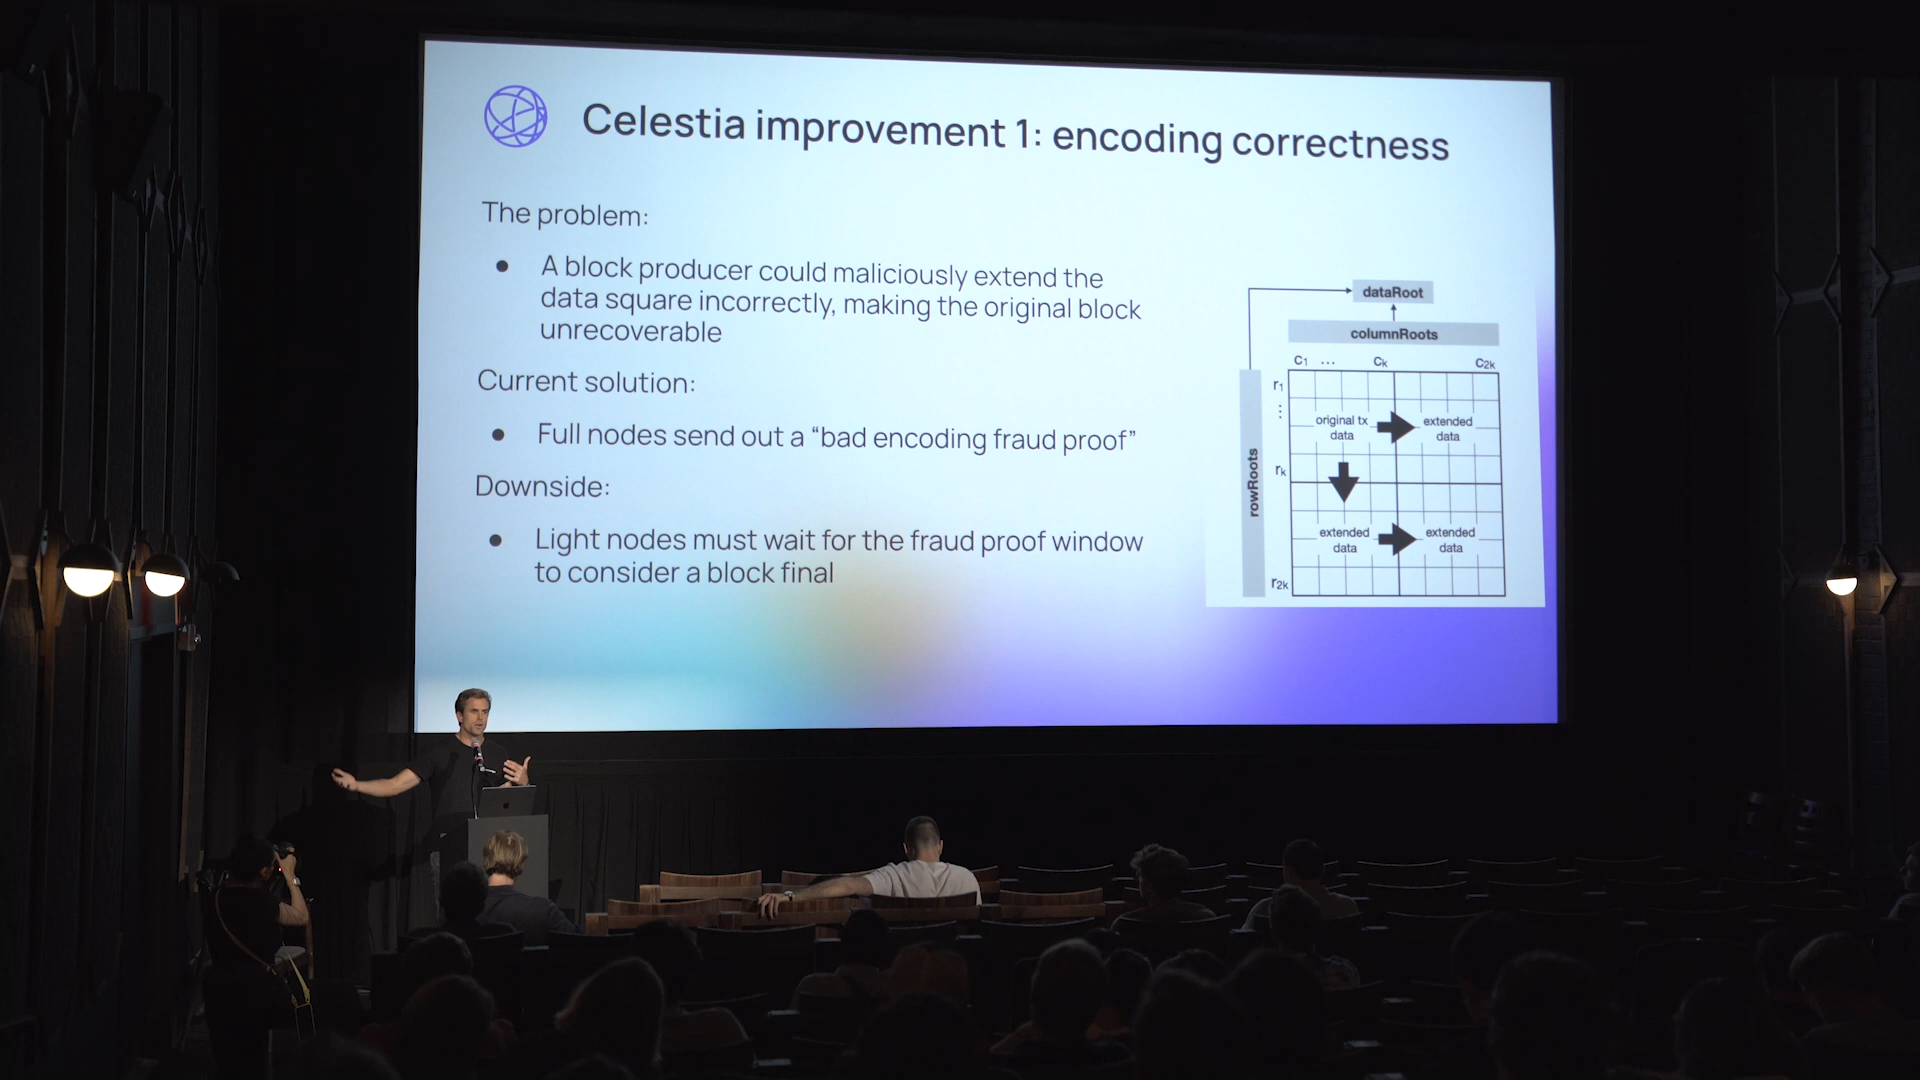 Celestia improvement 1: encoding correctness
The problem:
● A block producer could maliciously extend the
data square incorrectly, making the original block
unrecoverable
Current solution:
● Full nodes send out a “bad encoding fraud proof”
Downside:
● Light nodes must wait for the fraud proof window
to consider a block final
dataRoot
columnRoots
c1 ... ck c2k
r1
⋮
original tx
data
extended
data
rk
rowRoots
extended
data
extended
data
r2k